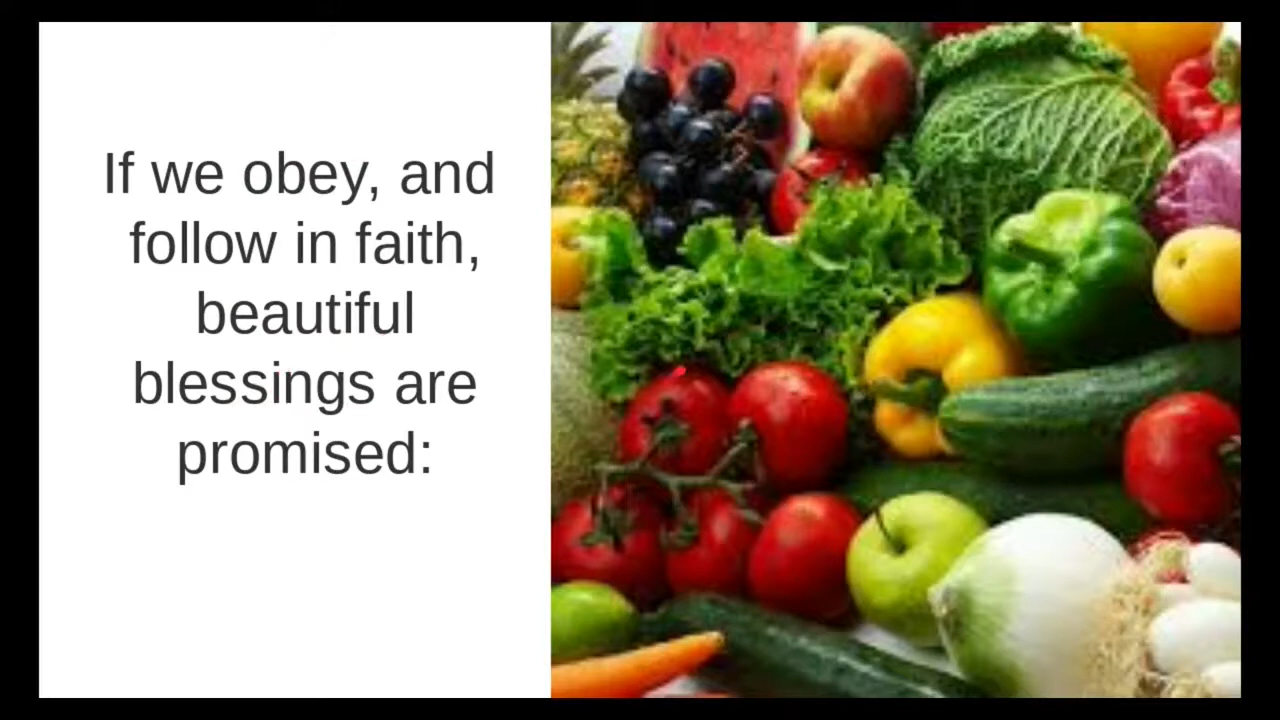 If we obey, and
follow in faith,
beautiful
blessings are
promised: